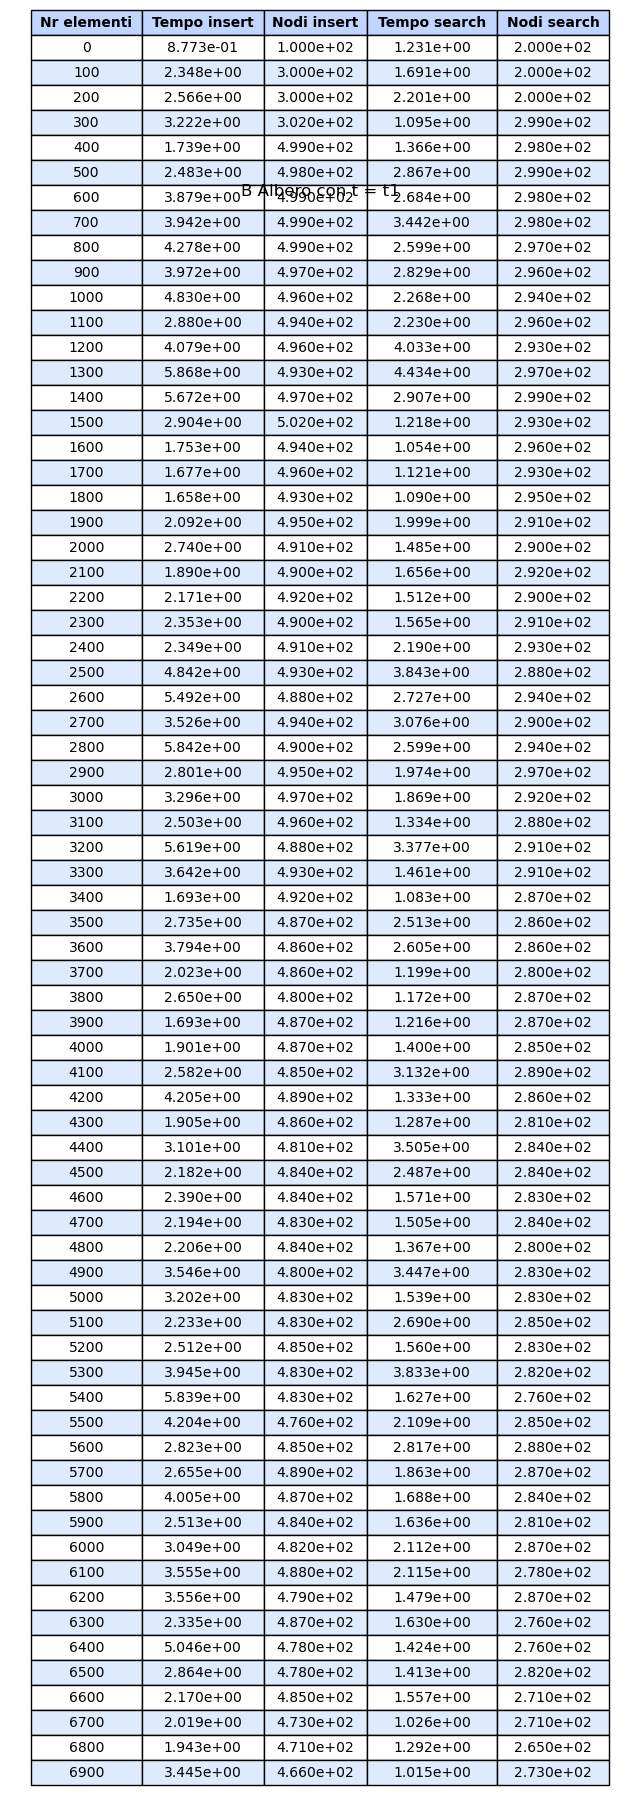 Nr elementi Tempo insert Nodi insert Tempo search Nodi search
0 8.773e-01 1.000e+02 1.231e+00 2.000e+02
100 2.348e+00 3.000e+02 1.691e+00 2.000e+02
200 2.566e+00 3.000e+02 2.201e+00 2.000e+02
300 3.222e+00 3.020e+02 1.095e+00 2.990e+02
400 1.739e+00 4.990e+02 1.366e+00 2.980e+02
500 2.483e+00 4.980e+02 2.867e+00 2.990e+02
B Albero con t = t1
600 3.879e+00 4.990e+02 2.684e+00 2.980e+02
700 3.942e+00 4.990e+02 3.442e+00 2.980e+02
800 4.278e+00 4.990e+02 2.599e+00 2.970e+02
900 3.972e+00 4.970e+02 2.829e+00 2.960e+02
1000 4.830e+00 4.960e+02 2.268e+00 2.940e+02
1100 2.880e+00 4.940e+02 2.230e+00 2.960e+02
1200 4.079e+00 4.960e+02 4.033e+00 2.930e+02
1300 5.868e+00 4.930e+02 4.434e+00 2.970e+02
1400 5.672e+00 4.970e+02 2.907e+00 2.990e+02
1500 2.904e+00 5.020e+02 1.218e+00 2.930e+02
1600 1.753e+00 4.940e+02 1.054e+00 2.960e+02
1700 1.677e+00 4.960e+02 1.121e+00 2.930e+02
1800 1.658e+00 4.930e+02 1.090e+00 2.950e+02
1900 2.092e+00 4.950e+02 1.999e+00 2.910e+02
2000 2.740e+00 4.910e+02 1.485e+00 2.900e+02
2100 1.890e+00 4.900e+02 1.656e+00 2.920e+02
2200 2.171e+00 4.920e+02 1.512e+00 2.900e+02
2300 2.353e+00 4.900e+02 1.565e+00 2.910e+02
2400 2.349e+00 4.910e+02 2.190e+00 2.930e+02
2500 4.842e+00 4.930e+02 3.843e+00 2.880e+02
2600 5.492e+00 4.880e+02 2.727e+00 2.940e+02
2700 3.526e+00 4.940e+02 3.076e+00 2.900e+02
2800 5.842e+00 4.900e+02 2.599e+00 2.940e+02
2900 2.801e+00 4.950e+02 1.974e+00 2.970e+02
3000 3.296e+00 4.970e+02 1.869e+00 2.920e+02
3100 2.503e+00 4.960e+02 1.334e+00 2.880e+02
3200 5.619e+00 4.880e+02 3.377e+00 2.910e+02
3300 3.642e+00 4.930e+02 1.461e+00 2.910e+02
3400 1.693e+00 4.920e+02 1.083e+00 2.870e+02
3500 2.735e+00 4.870e+02 2.513e+00 2.860e+02
3600 3.794e+00 4.860e+02 2.605e+00 2.860e+02
3700 2.023e+00 4.860e+02 1.199e+00 2.800e+02
3800 2.650e+00 4.800e+02 1.172e+00 2.870e+02
3900 1.693e+00 4.870e+02 1.216e+00 2.870e+02
4000 1.901e+00 4.870e+02 1.400e+00 2.850e+02
4100 2.582e+00 4.850e+02 3.132e+00 2.890e+02
4200 4.205e+00 4.890e+02 1.333e+00 2.860e+02
4300 1.905e+00 4.860e+02 1.287e+00 2.810e+02
4400 3.101e+00 4.810e+02 3.505e+00 2.840e+02
4500 2.182e+00 4.840e+02 2.487e+00 2.840e+02
4600 2.390e+00 4.840e+02 1.571e+00 2.830e+02
4700 2.194e+00 4.830e+02 1.505e+00 2.840e+02
4800 2.206e+00 4.840e+02 1.367e+00 2.800e+02
4900 3.546e+00 4.800e+02 3.447e+00 2.830e+02
5000 3.202e+00 4.830e+02 1.539e+00 2.830e+02
5100 2.233e+00 4.830e+02 2.690e+00 2.850e+02
5200 2.512e+00 4.850e+02 1.560e+00 2.830e+02
5300 3.945e+00 4.830e+02 3.833e+00 2.820e+02
5400 5.839e+00 4.830e+02 1.627e+00 2.760e+02
5500 4.204e+00 4.760e+02 2.109e+00 2.850e+02
5600 2.823e+00 4.850e+02 2.817e+00 2.880e+02
5700 2.655e+00 4.890e+02 1.863e+00 2.870e+02
5800 4.005e+00 4.870e+02 1.688e+00 2.840e+02
5900 2.513e+00 4.840e+02 1.636e+00 2.810e+02
6000 3.049e+00 4.820e+02 2.112e+00 2.870e+02
6100 3.555e+00 4.880e+02 2.115e+00 2.780e+02
6200 3.556e+00 4.790e+02 1.479e+00 2.870e+02
6300 2.335e+00 4.870e+02 1.630e+00 2.760e+02
6400 5.046e+00 4.780e+02 1.424e+00 2.760e+02
6500 2.864e+00 4.780e+02 1.413e+00 2.820e+02
6600 2.170e+00 4.850e+02 1.557e+00 2.710e+02
6700 2.019e+00 4.730e+02 1.026e+00 2.710e+02
6800 1.943e+00 4.710e+02 1.292e+00 2.650e+02
6900 3.445e+00 4.660e+02 1.015e+00 2.730e+02